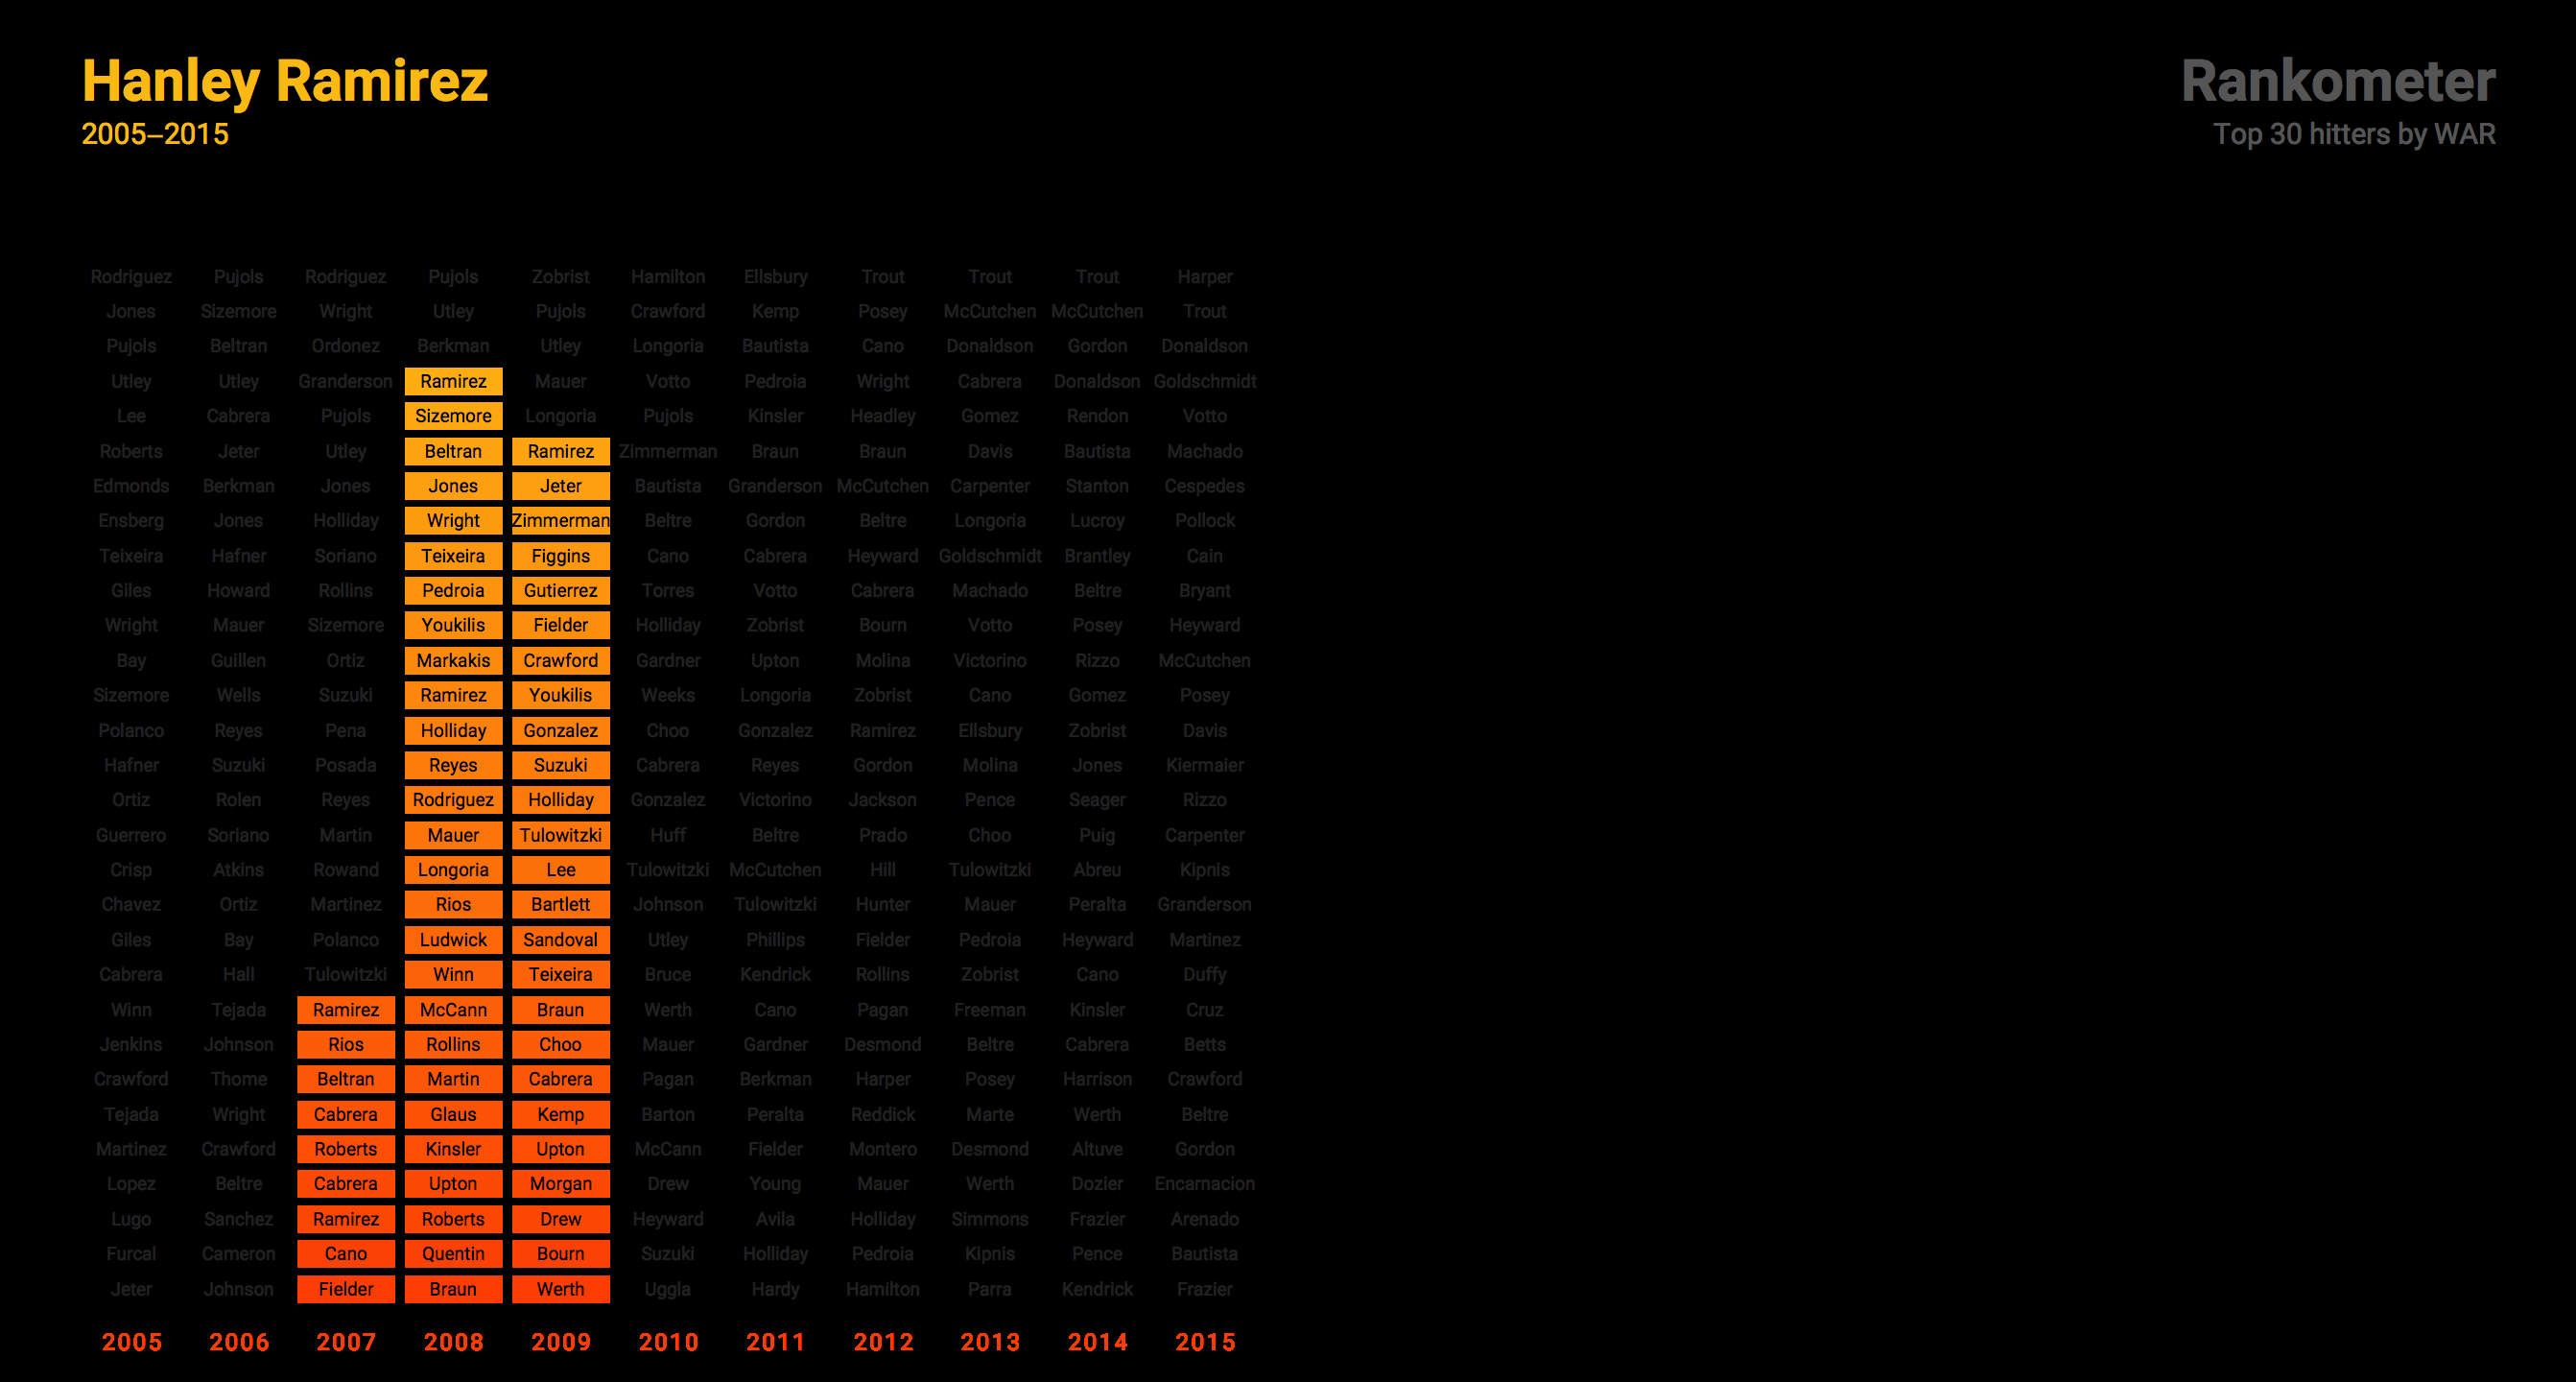 Hanley Ramirez
2005–2015
Rankometer
Top 30 hitters by WAR
Rodriguez Pujols Rodriguez Pujols Zobrist Hamilton Ellsbury Trout Trout Trout Harper
Jones Sizemore Wright Utley Pujols Crawford Kemp Posey McCutchen McCutchen Trout
Pujols Beltran Ordonez Berkman Utley Longoria Bautista Cano Donaldson Gordon Donaldson
Utley Utley Granderson Ramirez Mauer Votto Pedroia Wright Cabrera Donaldson Goldschmidt
Lee Cabrera Pujols Sizemore Longoria Pujols Kinsler Headley Gomez Rendon Votto
Roberts Jeter Utley Beltran Ramirez Zimmerman Braun Braun Davis Bautista Machado
Edmonds Berkman Jones Jones Jeter Bautista Granderson McCutchen Carpenter Stanton Cespedes
Ensberg Jones Holliday Wright Zimmerman Beltre Gordon Beltre Longoria Lucroy Pollock
Teixeira Hafner Soriano Teixeira Figgins Cano Cabrera Heyward Goldschmidt Brantley Cain
Giles Howard Rollins Pedroia Gutierrez Torres Votto Cabrera Machado Beltre Bryant
Wright Mauer Sizemore Youkilis Fielder Holliday Zobrist Bourn Votto Posey Heyward
Bay Guillen Ortiz Markakis Crawford Gardner Upton Molina Victorino Rizzo McCutchen
Sizemore Wells Suzuki Ramirez Youkilis Weeks Longoria Zobrist Cano Gomez Posey
Polanco Reyes Pena Holliday Gonzalez Choo Gonzalez Ramirez Ellsbury Zobrist Davis
Hafner Suzuki Posada Reyes Suzuki Cabrera Reyes Gordon Molina Jones Kiermaier
Ortiz Rolen Reyes Rodriguez Holliday Gonzalez Victorino Jackson Pence Seager Rizzo
Guerrero Soriano Martin Mauer Tulowitzki Huff Beltre Prado Choo Puig Carpenter
Crisp Atkins Rowand Longoria Lee Tulowitzki McCutchen Hill Tulowitzki Abreu Kipnis
Chavez Ortiz Martinez Rios Bartlett Johnson Tulowitzki Hunter Mauer Peralta Granderson
Giles Bay Polanco Ludwick Sandoval Utley Phillips Fielder Pedroia Heyward Martinez
Cabrera Hall Tulowitzki Winn Teixeira Bruce Kendrick Rollins Zobrist Cano Duffy
Winn Tejada Ramirez McCann Braun Werth Cano Pagan Freeman Kinsler Cruz
Jenkins Johnson Rios Rollins Choo Mauer Gardner Desmond Beltre Cabrera Betts
Crawford Thome Beltran Martin Cabrera Pagan Berkman Harper Posey Harrison Crawford
Tejada Wright Cabrera Glaus Kemp Barton Peralta Reddick Marte Werth Beltre
Martinez Crawford Roberts Kinsler Upton McCann Fielder Montero Desmond Altuve Gordon
Lopez Beltre Cabrera Upton Morgan Drew Young Mauer Werth Dozier Encarnacion
Lugo Sanchez Ramirez Roberts Drew Heyward Avila Holliday Simmons Frazier Arenado
Furcal Cameron Cano Quentin Bourn Suzuki Holliday Pedroia Kipnis Pence Bautista
Jeter Johnson Fielder Braun Werth Uggla Hardy Hamilton Parra Kendrick Frazier
2005 2006 2007 2008 2009 2010 2011 2012 2013 2014 2015